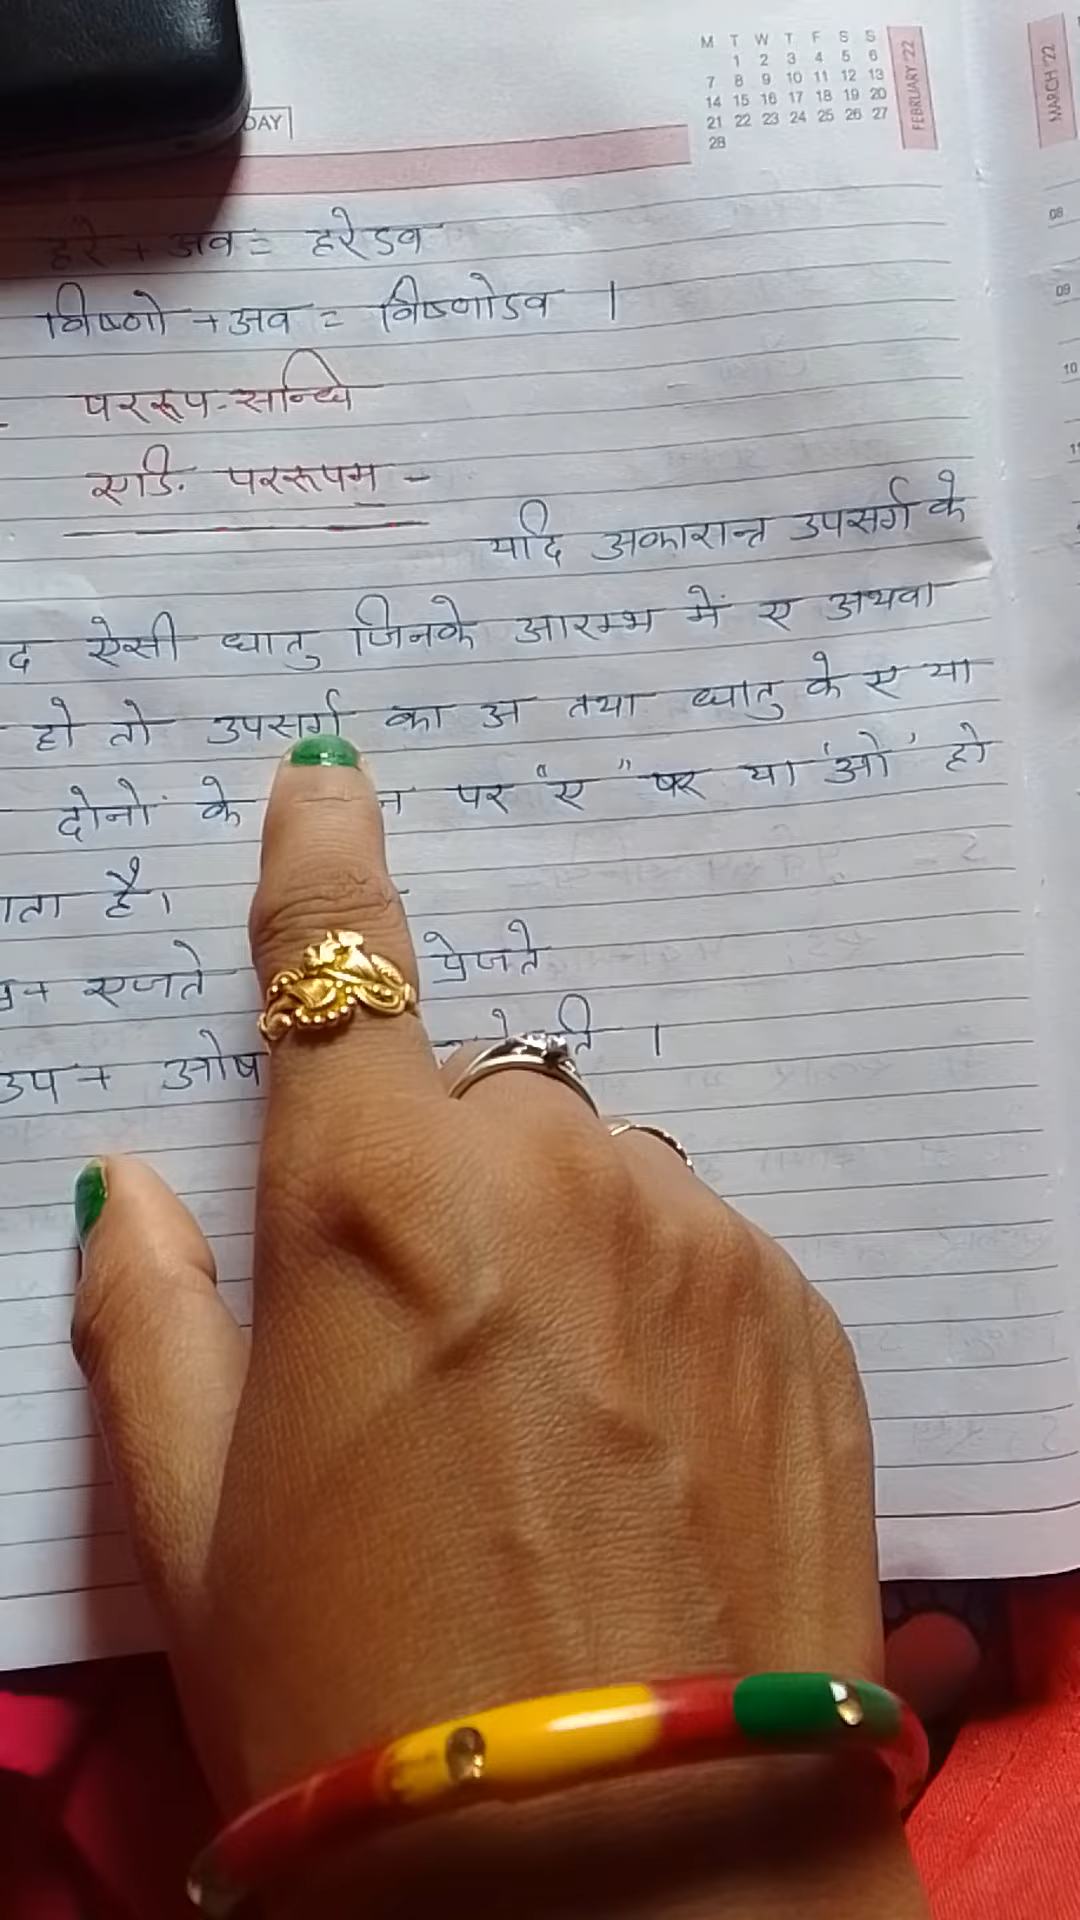 M T W T F S S
1 2 3 4 5 6
7 8 9 10 11 12 13
14 15 16 17 18 19 20
21 22 23 24 25 26 27
28
FEBRUARY '22
MARCH '22
DAY
08
09
10
हरे + अव = हरेऽव
विष्णो + अव = विष्णोऽव ।
पररूप-सन्धि
एङि. पररूपम् -
यदि अकारान्त उपसर्ग के
द ऐसी धातु जिनके आरम्भ में ए अथवा
हो तो उपसर्ग का अ तथा धातु के ए या
दोनों के न पर "ए" पर या 'ओ' हो
ाता है।
+ एजते प्रेजते
उप + ओष ति ।